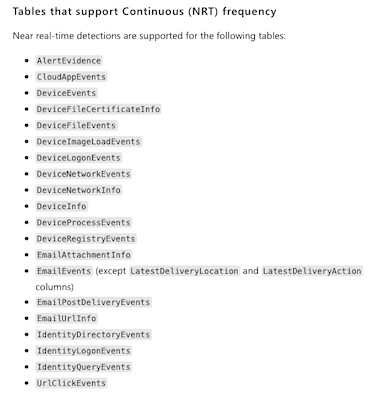 Tables that support Continuous (NRT) frequency
Near real-time detections are supported for the following tables:
• AlertEvidence
• CloudAppEvents
• DeviceEvents
• DeviceFileCertificateInfo
• DeviceFileEvents
• DeviceImageLoadEvents
• DeviceLogonEvents
• DeviceNetworkEvents
• DeviceNetworkInfo
• DeviceInfo
• DeviceProcessEvents
• DeviceRegistryEvents
• EmailAttachmentInfo
• EmailEvents (except LatestDeliveryLocation and LatestDeliveryAction
columns)
• EmailPostDeliveryEvents
• EmailUrlInfo
• IdentityDirectoryEvents
• IdentityLogonEvents
• IdentityQueryEvents
• UrlClickEvents